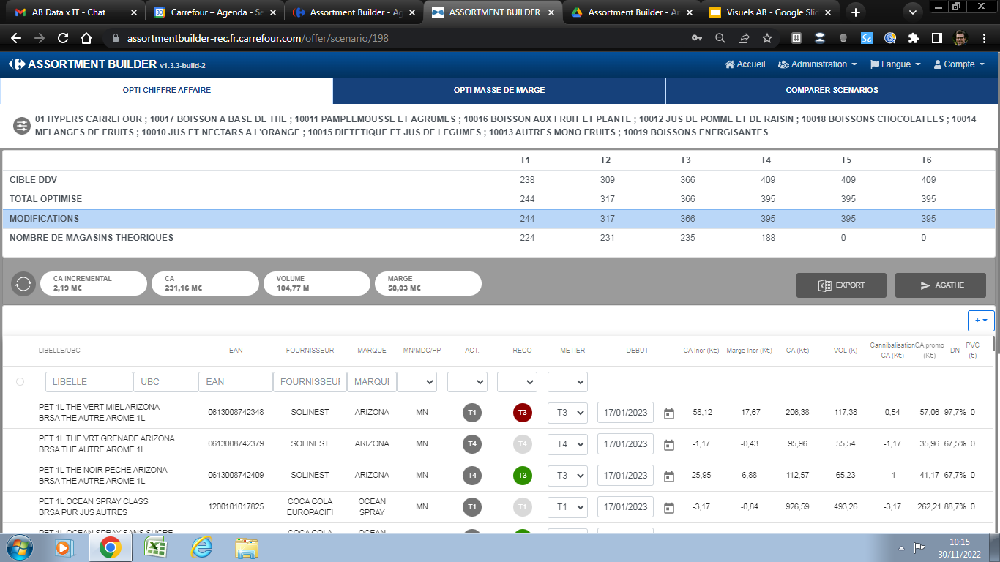 AB Data x IT - Chat
Carrefour – Agenda - Se
Assortment Builder - Ag
ASSORTMENT BUILDER
Assortment Builder - Ar
Visuels AB - Google Slid
assortmentbuilder-rec.fr.carrefour.com/offer/scenario/198
ASSORTMENT BUILDER v1.3.3-build-2
Accueil
Administration
Langue
Compte
OPTI CHIFFRE AFFAIRE
OPTI MASSE DE MARGE
COMPARER SCENARIOS
01 HYPERS CARREFOUR ; 10017 BOISSON A BASE DE THE ; 10011 PAMPLEMOUSSE ET AGRUMES ; 10016 BOISSON AUX FRUIT ET PLANTE ; 10012 JUS DE POMME ET DE RAISIN ; 10018 BOISSONS CHOCOLATEES ; 10014
MELANGES DE FRUITS ; 10010 JUS ET NECTARS A L'ORANGE ; 10015 DIETETIQUE ET JUS DE LEGUMES ; 10013 AUTRES MONO FRUITS ; 10019 BOISSONS ENERGISANTES
T1 T2 T3 T4 T5 T6
CIBLE DDV 238 309 366 409 409 409
TOTAL OPTIMISE 244 317 366 395 395 395
MODIFICATIONS 244 317 366 395 395 395
NOMBRE DE MAGASINS THEORIQUES 224 231 235 188 0 0
CA INCREMENTAL
2,19 M€
CA
231,16 M€
VOLUME
104,77 M
MARGE
58,03 M€
EXPORT
AGATHE
+
LIBELLE/UBC EAN FOURNISSEUR MARQUE MN/MDC/PP ACT. RECO METIER DEBUT CA Incr (K€) Marge Incr (K€) CA (K€) VOL (K) Cannibalisation CA (K€) CA promo (K€) DN PVC (€)
LIBELLE UBC EAN FOURNISSEUI MARQUE
PET 1L THE VERT MIEL ARIZONA
BRSA THE AUTRE AROME 1L
0613008742348 SOLINEST ARIZONA MN T1 T3 T3 17/01/2023 -58,12 -17,67 206,38 117,38 0,54 57,06 97,7% 0
PET 1L THE VRT GRENADE ARIZONA
BRSA THE AUTRE AROME 1L
0613008742379 SOLINEST ARIZONA MN T4 T4 T4 17/01/2023 -1,17 -0,43 95,96 55,54 -1,17 35,96 67,5% 0
PET 1L THE NOIR PECHE ARIZONA
BRSA THE AUTRE AROME 1L
0613008742409 SOLINEST ARIZONA MN T4 T3 T3 17/01/2023 25,95 6,88 112,57 65,23 -1 41,17 67,7% 0
PET 1L OCEAN SPRAY CLASS
BRSA PUR JUS AUTRES
1200101017825 COCA COLA EUROPACIFI OCEAN SPRAY MN T1 T1 T1 17/01/2023 -3,17 -0,84 926,59 493,26 -3,17 262,21 88,7% 0
PET 1L OCEAN SPRAY SANS SUCRE COCA COLA OCEAN
10:15
30/11/2022